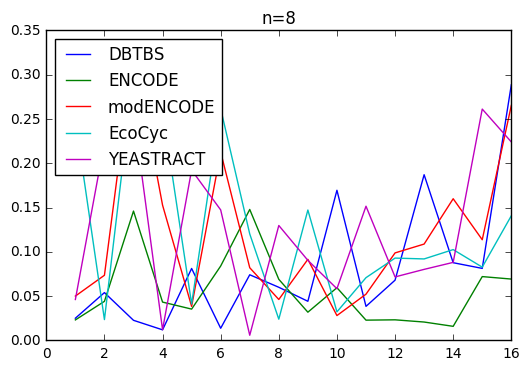 n=8
0.35
0.30
0.25
0.20
0.15
0.10
0.05
0.00
DBTBS
ENCODE
modENCODE
EcoCyc
YEASTRACT
0 2 4 6 8 10 12 14 16